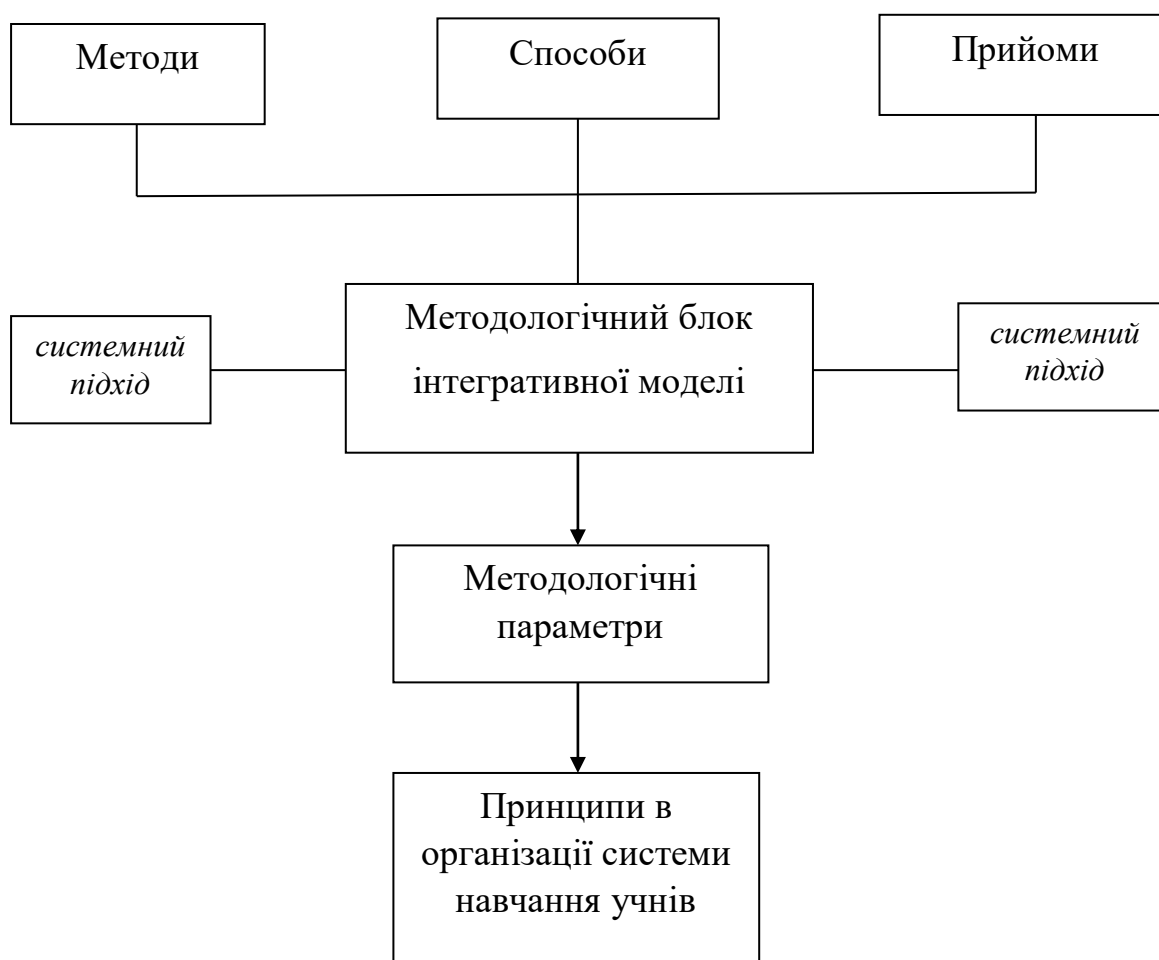 Методи
Способи
Прийоми
Методологічний блок
інтегративної моделі
системний
підхід
системний
підхід
Методологічні
параметри
Принципи в
організації системи
навчання учнів